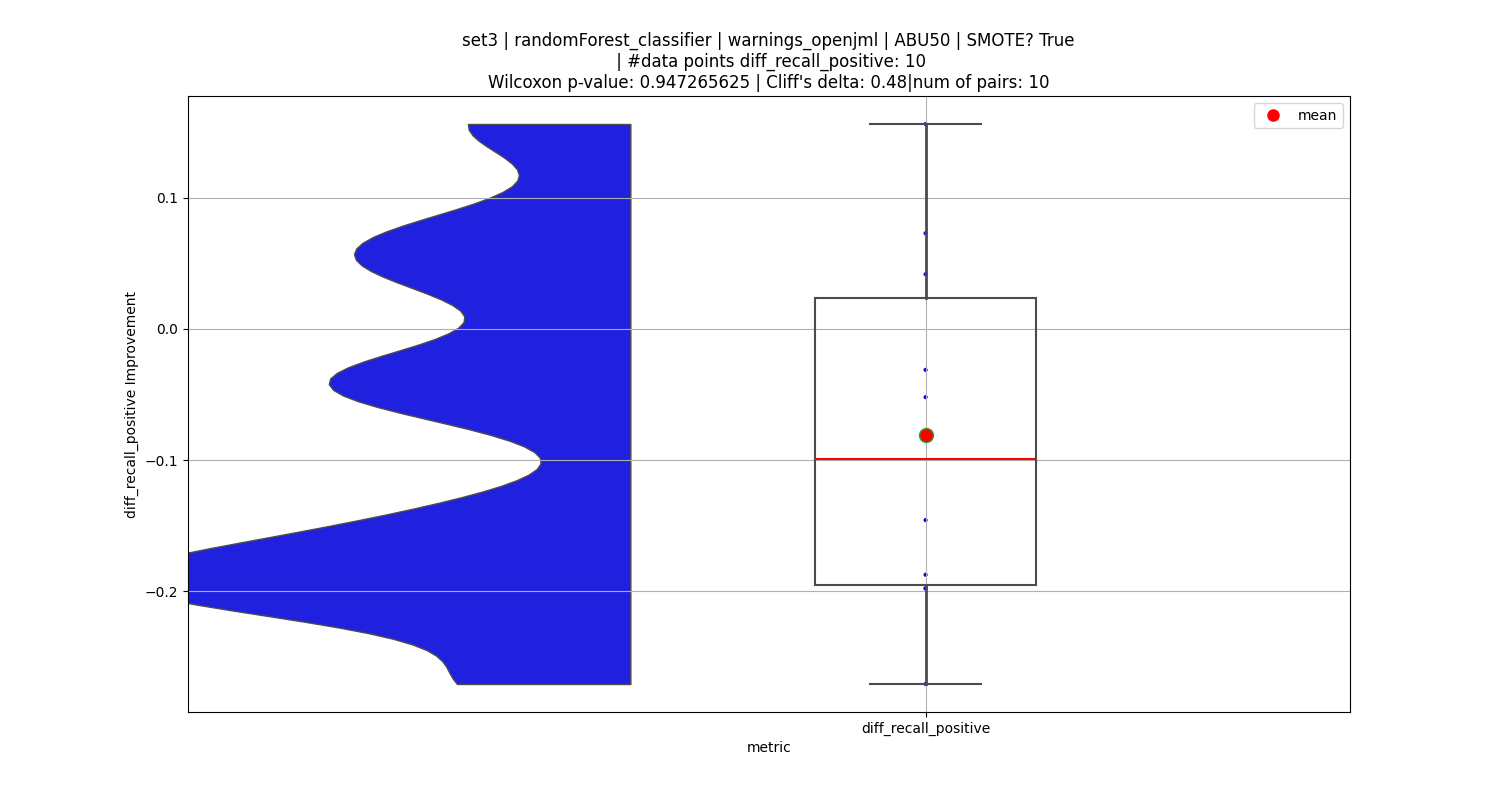 set3 | randomForest_classifier | warnings_openjml | ABU50 | SMOTE? True
| #data points diff_recall_positive: 10
Wilcoxon p-value: 0.947265625 | Cliff's delta: 0.48|num of pairs: 10
mean
0.1
0.0
−0.1
−0.2
diff_recall_positive Improvement
diff_recall_positive
metric